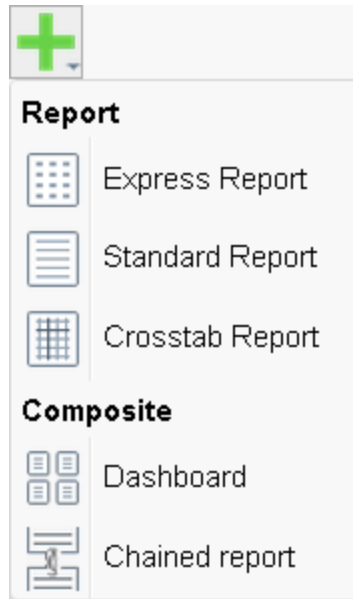 Report
Express Report
Standard Report
Crosstab Report
Composite
Dashboard
Chained report